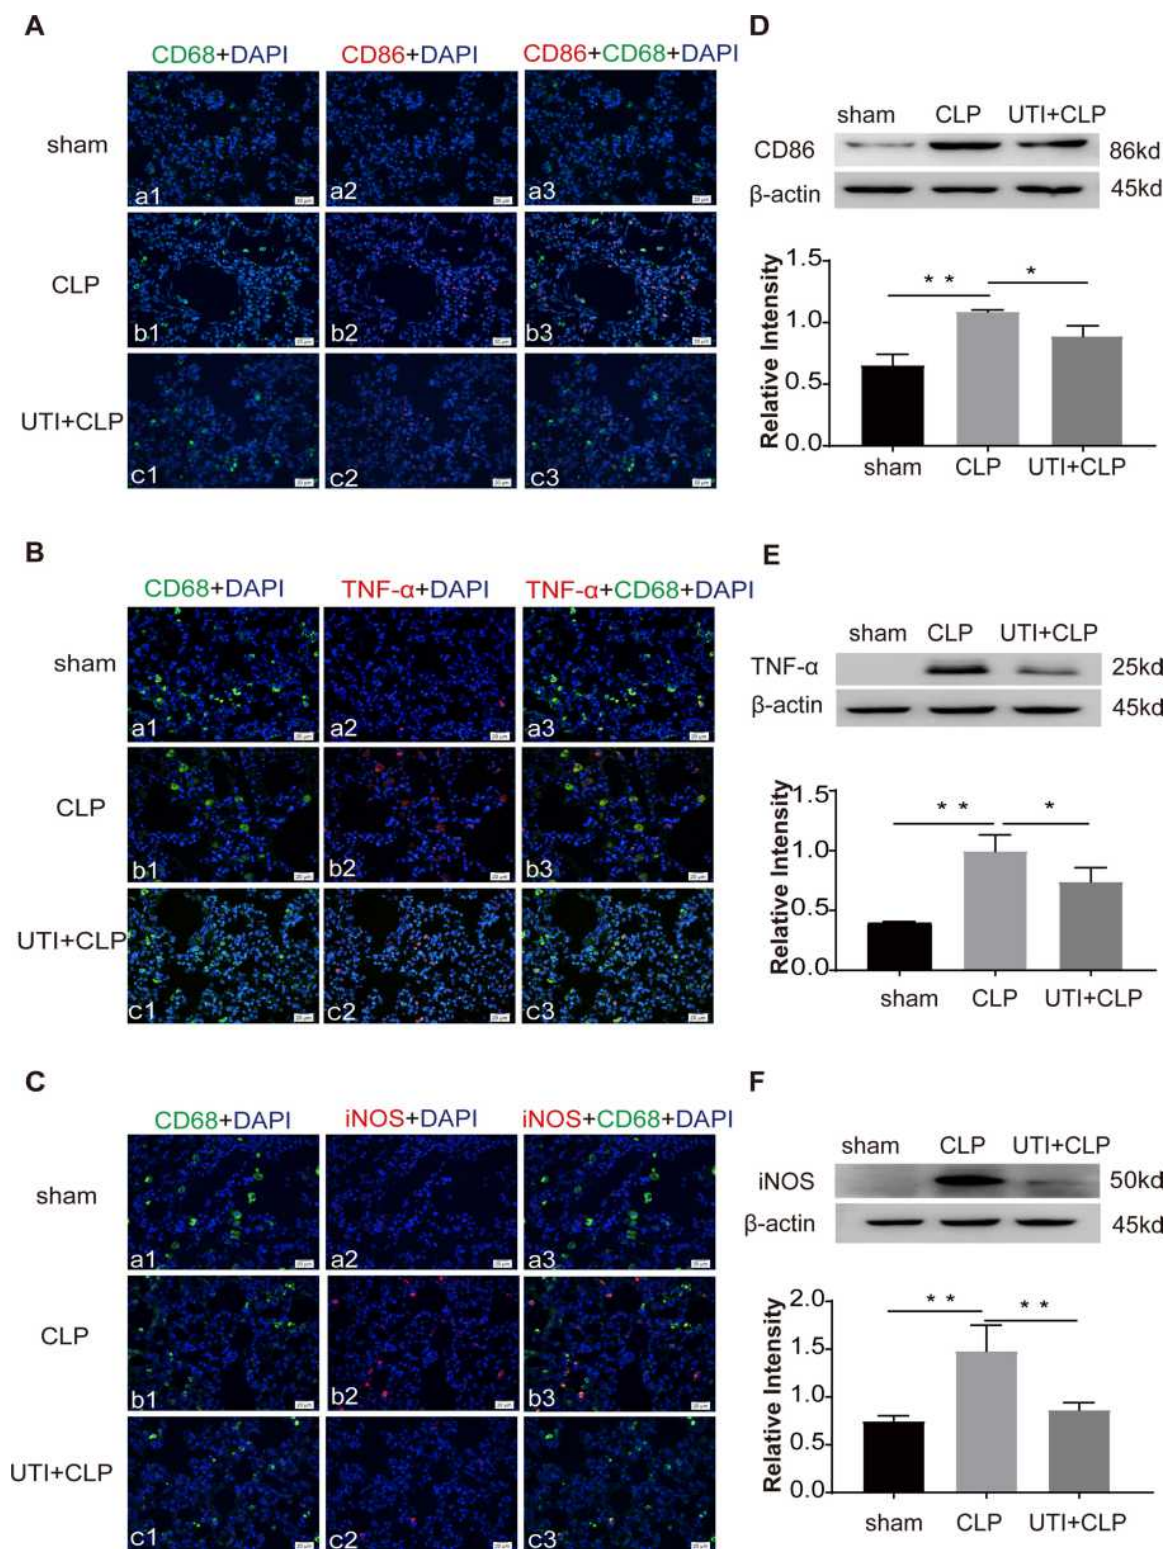 A
CD68+DAPI CD86+DAPI CD86+CD68+DAPI
sham
a1 a2 a3
CLP
b1 b2 b3
UTI+CLP
c1 c2 c3
D
sham CLP UTI+CLP
CD86 86kd
β-actin 45kd
Relative Intensity
1.5
* * *
1.0
0.5
0.0
sham CLP UTI+CLP
B
CD68+DAPI TNF-α+DAPI TNF-α+CD68+DAPI
sham
a1 a2 a3
CLP
b1 b2 b3
UTI+CLP
c1 c2 c3
E
sham CLP UTI+CLP
TNF-α 25kd
β-actin 45kd
Relative Intensity
1.5
* * *
1.0
0.5
0.0
sham CLP UTI+CLP
C
CD68+DAPI iNOS+DAPI iNOS+CD68+DAPI
sham
a1 a2 a3
CLP
b1 b2 b3
UTI+CLP
c1 c2 c3
F
sham CLP UTI+CLP
iNOS 50kd
β-actin 45kd
Relative Intensity
2.0
* * * *
1.5
1.0
0.5
0.0
sham CLP UTI+CLP